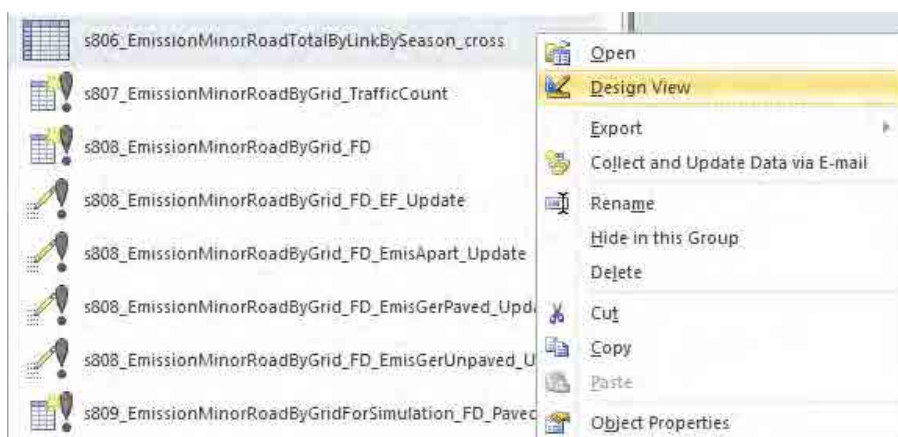 s806_EmissionMinorRoadTotalByLinkBySeason_cross
s807_EmissionMinorRoadByGrid_TrafficCount
s808_EmissionMinorRoadByGrid_FD
s808_EmissionMinorRoadByGrid_FD_EF_Update
s808_EmissionMinorRoadByGrid_FD_EmisApart_Update
s808_EmissionMinorRoadByGrid_FD_EmisGerPaved_Upd
s808_EmissionMinorRoadByGrid_FD_EmisGerUnpaved_U
s809_EmissionMinorRoadByGridForSimulation_FD_Paved
Open
Design View
Export
Collect and Update Data via E-mail
Rename
Hide in this Group
Delete
Cut
Copy
Paste
Object Properties